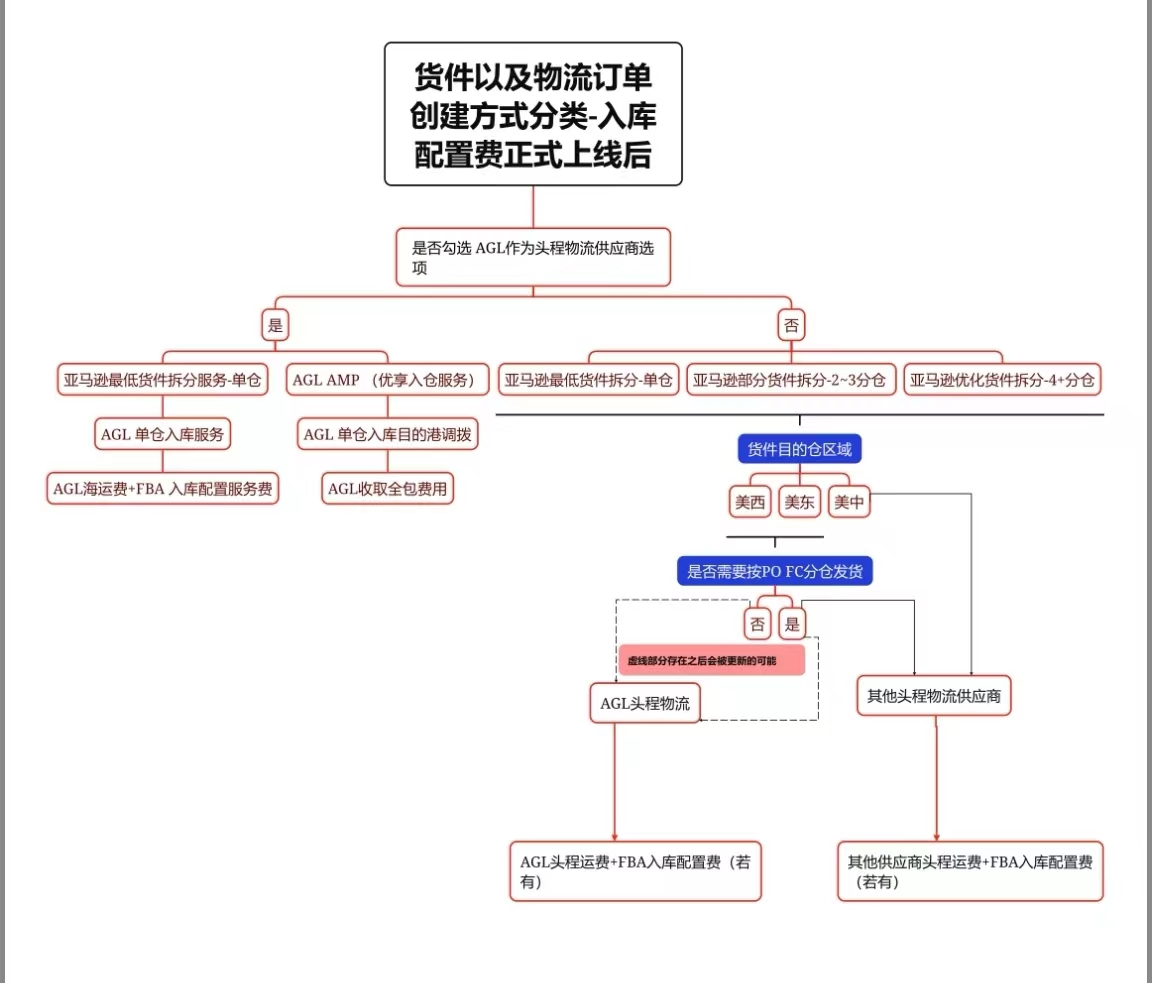 货件以及物流订单
创建方式分类-入库
配置费正式上线后
是否勾选 AGL作为头程物流供应商选
项
是
否
亚马逊最低货件拆分服务-单仓
AGL AMP （优享入仓服务）
亚马逊最低货件拆分-单仓
亚马逊部分货件拆分-2~3分仓
亚马逊优化货件拆分-4+分仓
AGL 单仓入库服务
AGL 单仓入库目的港调拨
货件目的仓区域
AGL海运费+FBA 入库配置服务费
AGL收取全包费用
美西
美东
美中
是否需要按PO FC分仓发货
否
是
虚线部分存在之后会被更新的可能
AGL头程物流
其他头程物流供应商
AGL头程运费+FBA入库配置费（若
有）
其他供应商头程运费+FBA入库配置费
（若有）